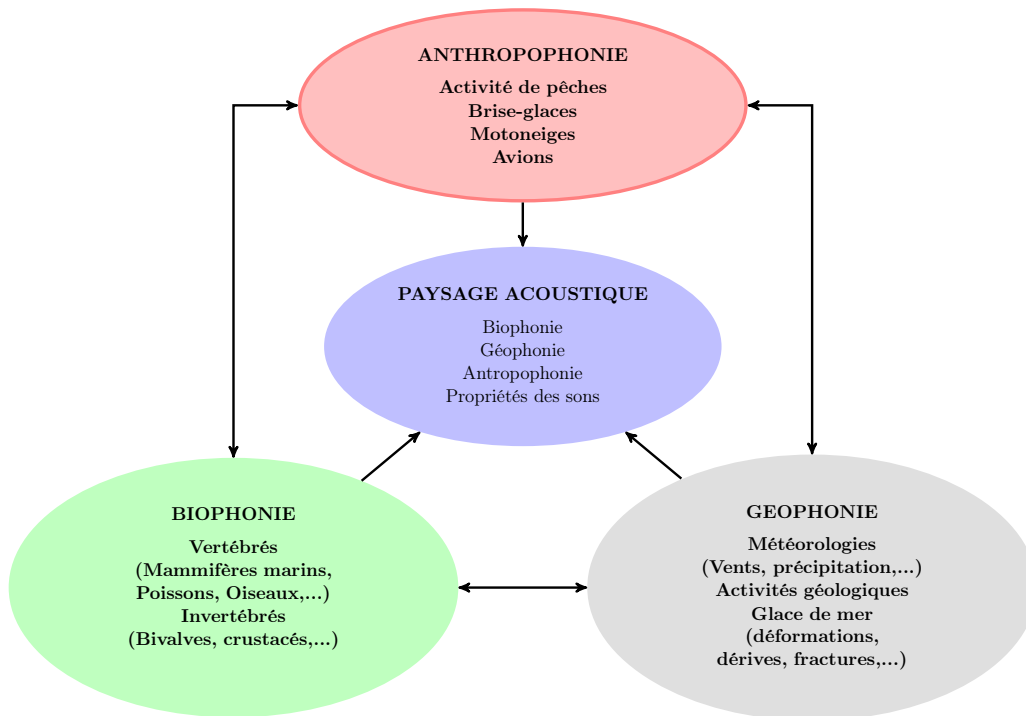 ANTHROPOPHONIE
Activité de pêches
Brise-glaces
Motoneiges
Avions
PAYSAGE ACOUSTIQUE
Biophonie
Géophonie
Antropophonie
Propriétés des sons
BIOPHONIE
Vertébrés
(Mammifères marins,
Poissons, Oiseaux,...)
Invertébrés
(Bivalves, crustacés,...)
GEOPHONIE
Météorologies
(Vents, précipitation,...)
Activités géologiques
Glace de mer
(déformations,
dérives, fractures,...)